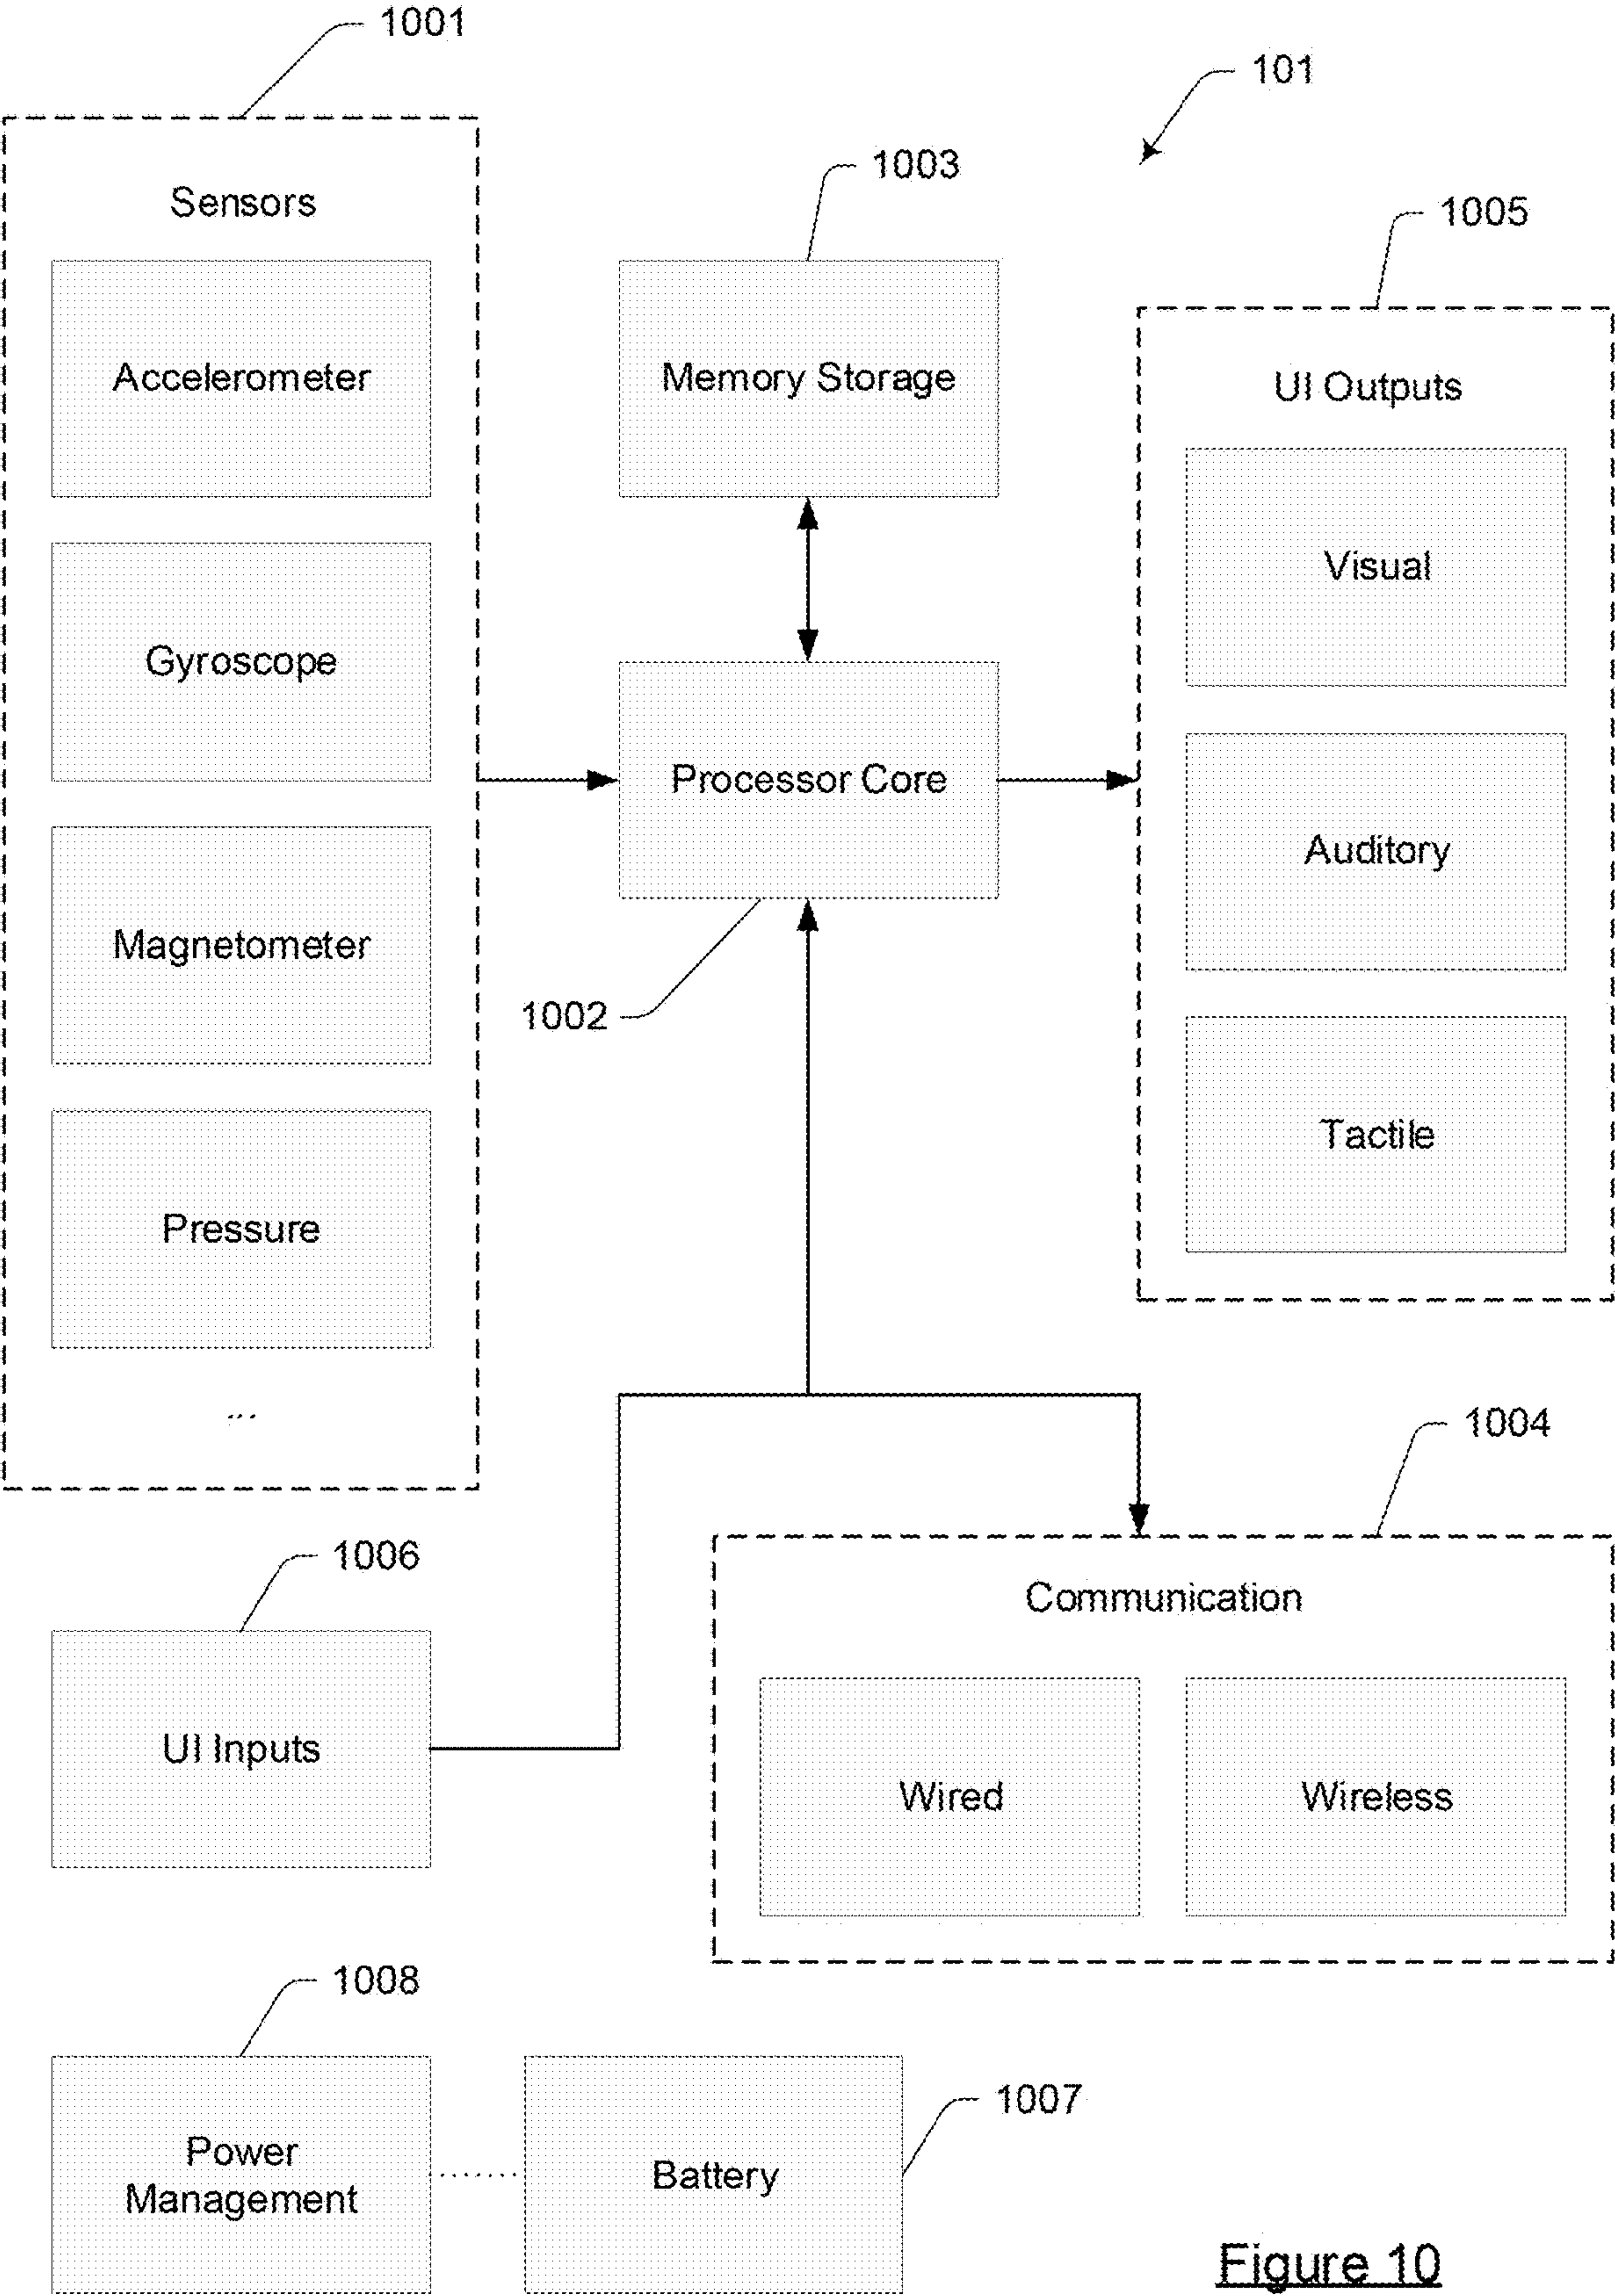 1001
101
1003
Sensors
1005
Accelerometer
Memory Storage
UI Outputs
Visual
Gyroscope
Processor Core
Auditory
Magnetometer
1002
Tactile
Pressure
...
1004
1006
Communication
UI Inputs
Wired
Wireless
1008
1007
Power
Management
Battery
Figure 10